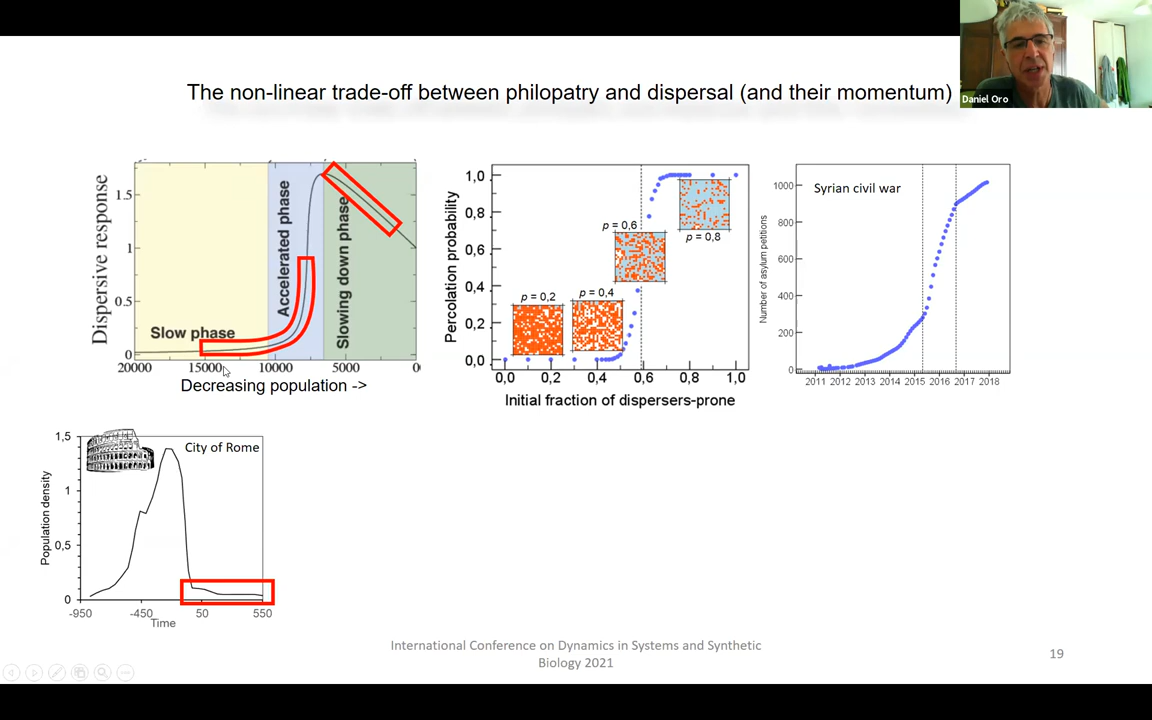 Daniel Oro
The non-linear trade-off between philopatry and dispersal (and their momentum)
Dispersive response
1.5
1
0.5
0
Slow phase
Accelerated phase
Slowing down phase
20000 15000 10000 5000 0
Decreasing population ->
Percolation probability
1,0
0,8
0,6
0,4
0,2
0,0
p = 0,2
p = 0,4
p = 0,6
p = 0,8
0,0 0,2 0,4 0,6 0,8 1,0
Initial fraction of dispersers-prone
Number of asylum petitions
1000
800
600
400
200
0
Syrian civil war
2011 2012 2013 2014 2015 2016 2017 2018
Population density
1,5
1
0,5
0
City of Rome
-950 -450 50 550
Time
International Conference on Dynamics in Systems and Synthetic
Biology 2021
19